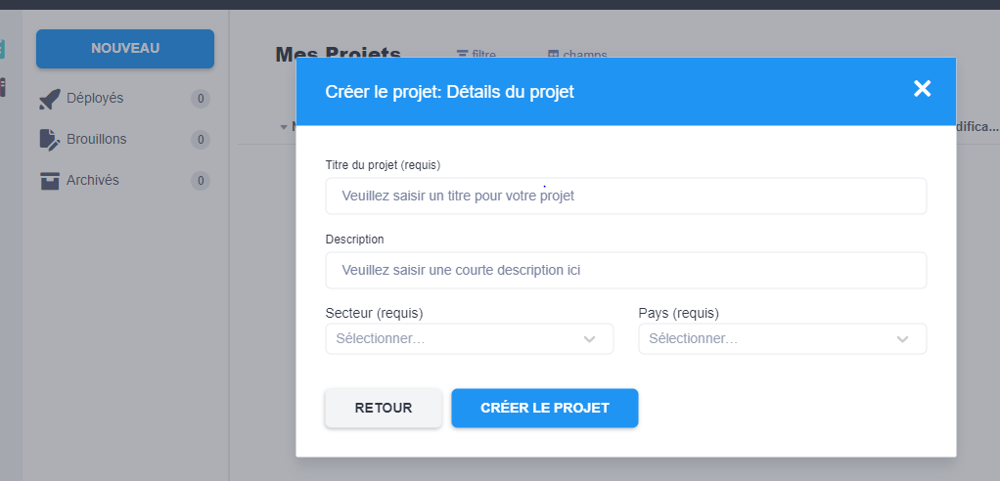 NOUVEAU
Déployés 0
Brouillons 0
Archivés 0
Mes Projets filtre champs
difica...
Créer le projet: Détails du projet
Titre du projet (requis)
Veuillez saisir un titre pour votre projet
Description
Veuillez saisir une courte description ici
Secteur (requis) Pays (requis)
Sélectionner... Sélectionner...
RETOUR CRÉER LE PROJET